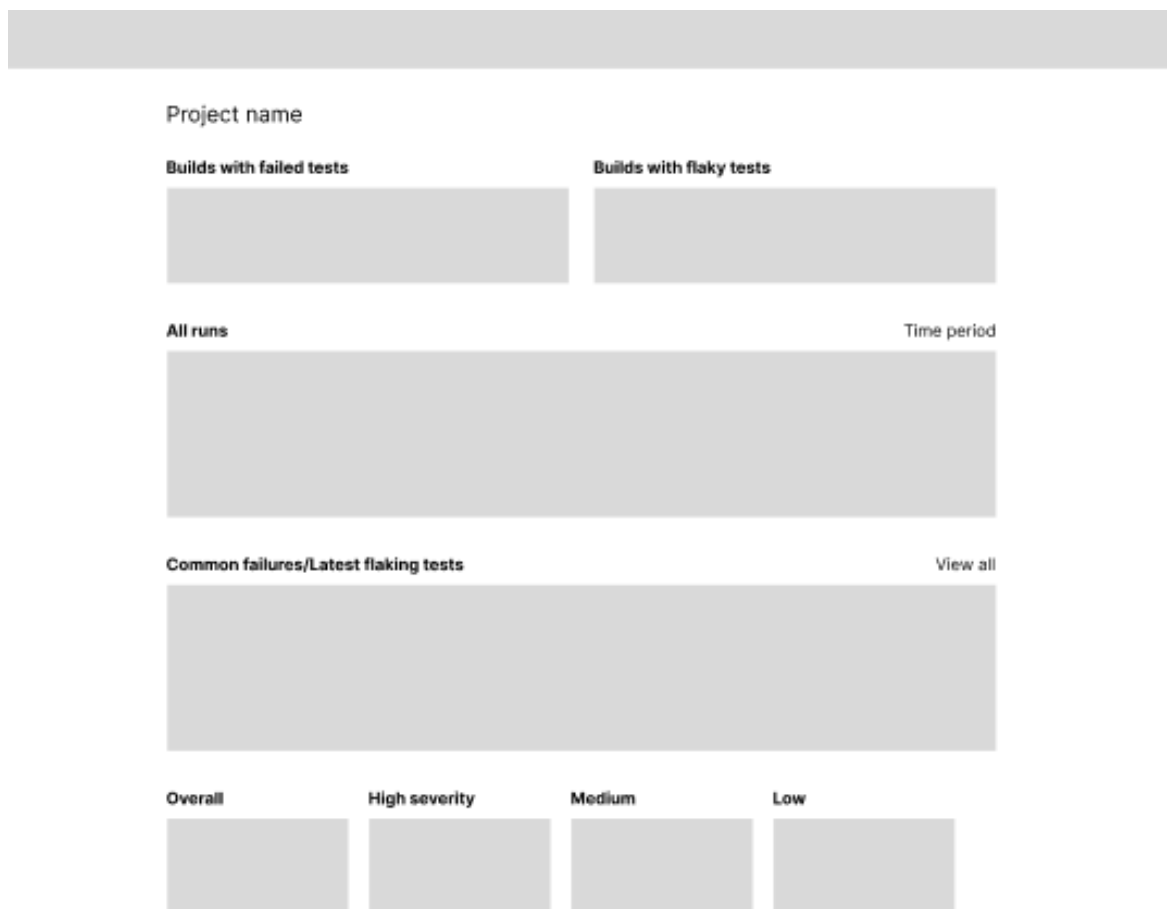 Project name
Builds with failed tests
Builds with flaky tests
All runs
Time period
Common failures/Latest flaking tests
View all
Overall
High severity
Medium
Low